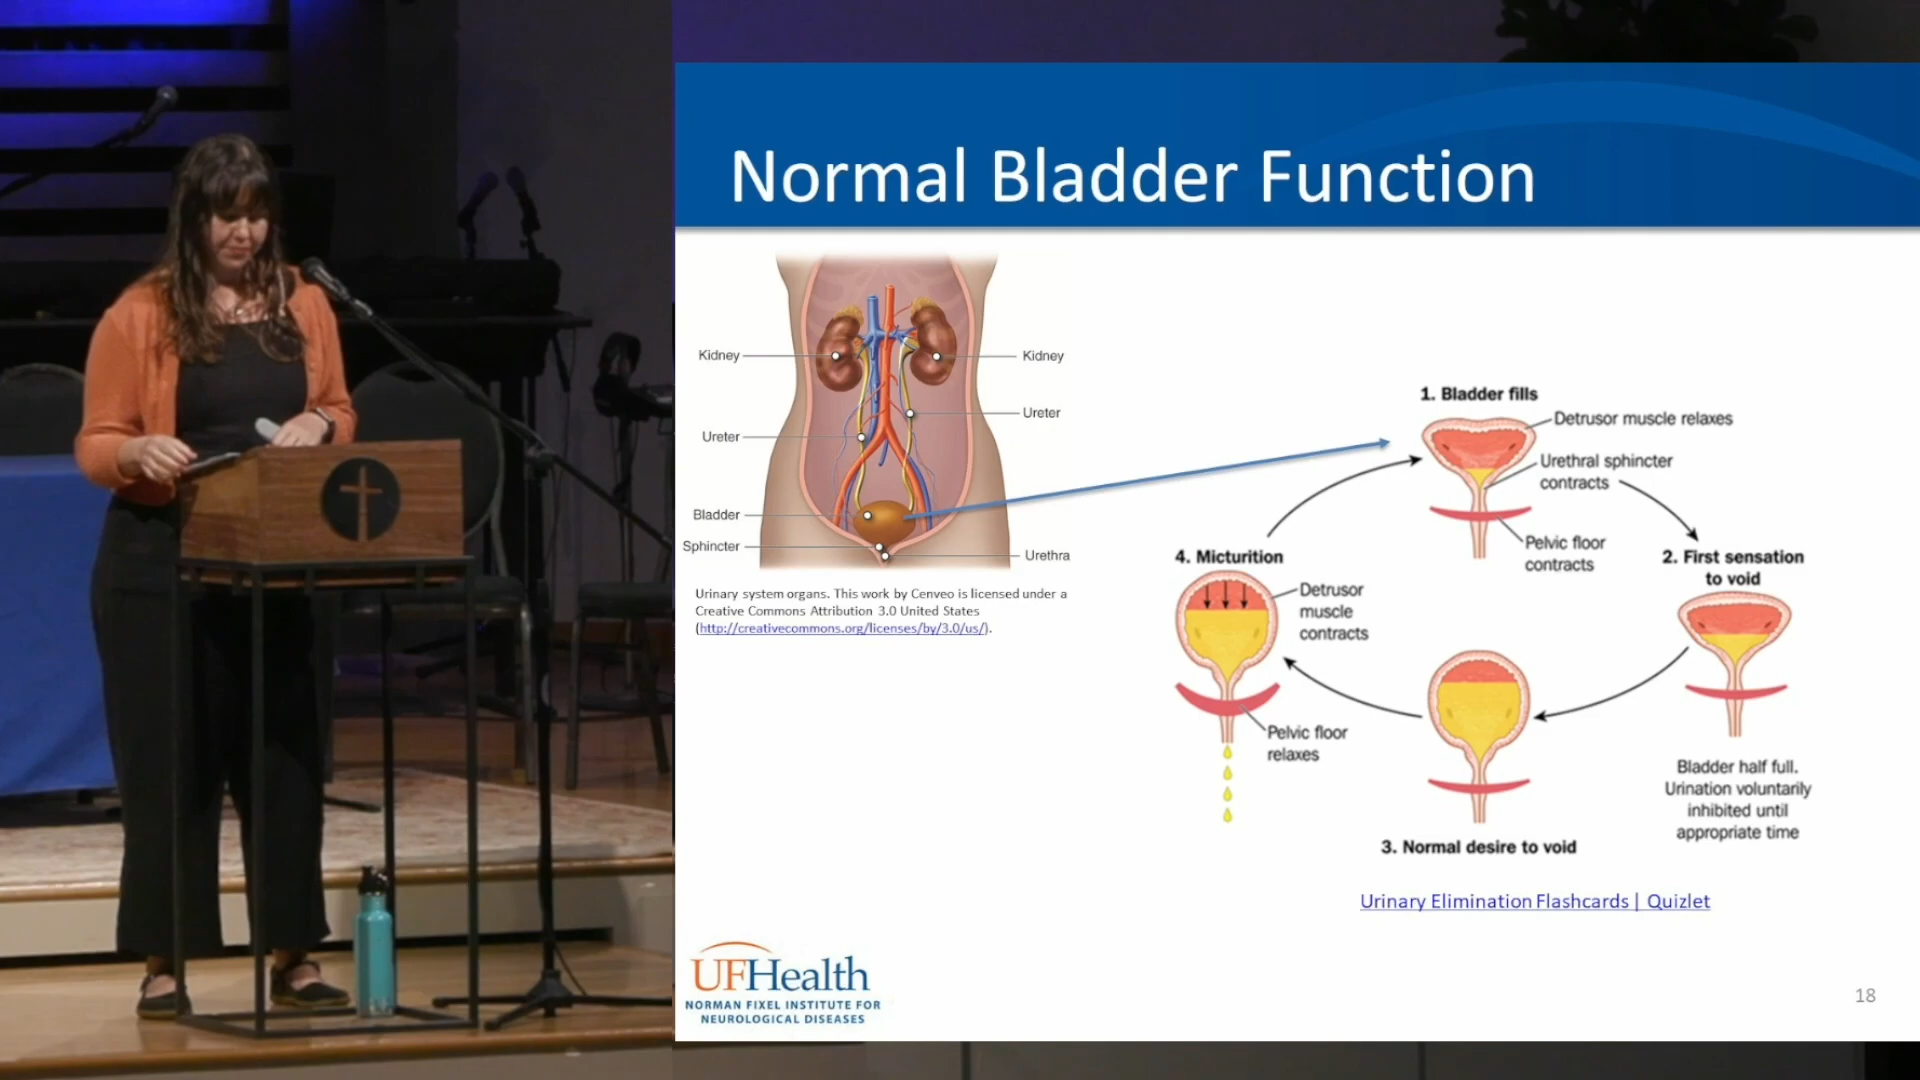 Normal Bladder Function
Kidney
Kidney
Ureter
Ureter
Bladder
Sphincter
Urethra
Urinary system organs. This work by Cenveo is licensed under a
Creative Commons Attribution 3.0 United States
(http://creativecommons.org/licenses/by/3.0/us/).
1. Bladder fills
Detrusor muscle relaxes
Urethral sphincter
contracts
Pelvic floor
contracts
2. First sensation
to void
Bladder half full.
Urination voluntarily
inhibited until
appropriate time
3. Normal desire to void
4. Micturition
Detrusor
muscle
contracts
Pelvic floor
relaxes
Urinary Elimination Flashcards | Quizlet
UFHealth
NORMAN FIXEL INSTITUTE FOR
NEUROLOGICAL DISEASES
18